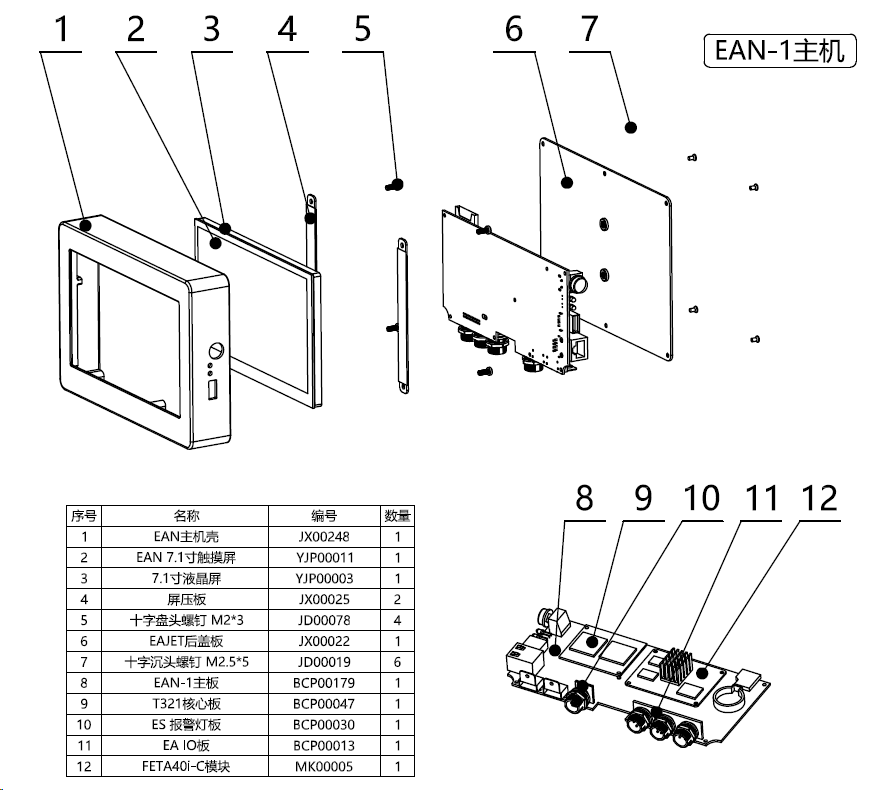 1 2 3 4 5 6 7
EAN-1主机
8 9 10 11 12
序号 名称 编号 数量
1 EAN主机壳 JX00248 1
2 EAN 7.1寸触摸屏 YJP00011 1
3 7.1寸液晶屏 YJP00003 1
4 屏压板 JX00025 2
5 十字盘头螺钉 M2*3 JD00078 4
6 EAJET后盖板 JX00022 1
7 十字沉头螺钉 M2.5*5 JD00019 6
8 EAN-1主板 BCP00179 1
9 T321核心板 BCP00047 1
10 ES 报警灯板 BCP00030 1
11 EA IO板 BCP00013 1
12 FETA40i-C模块 MK00005 1